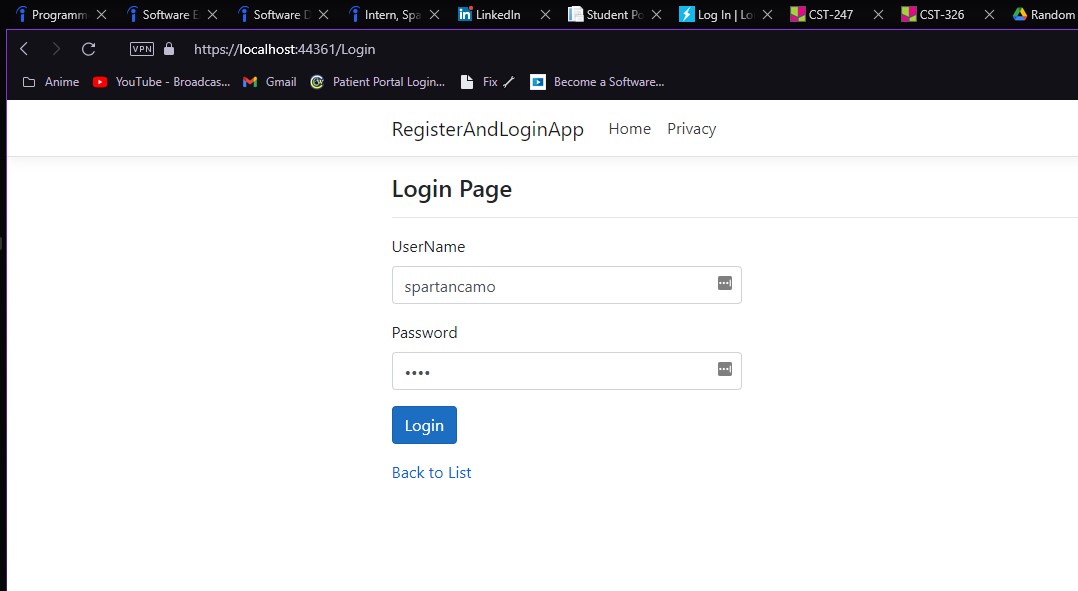 Programm Software E Software D Intern, Spa LinkedIn Student Po Log In | Lo CST-247 CST-326 Random
VPN https://localhost:44361/Login
Anime YouTube - Broadcas... Gmail Patient Portal Login... Fix Become a Software...
RegisterAndLoginApp Home Privacy
Login Page
UserName
spartancamo
Password
••••
Login
Back to List